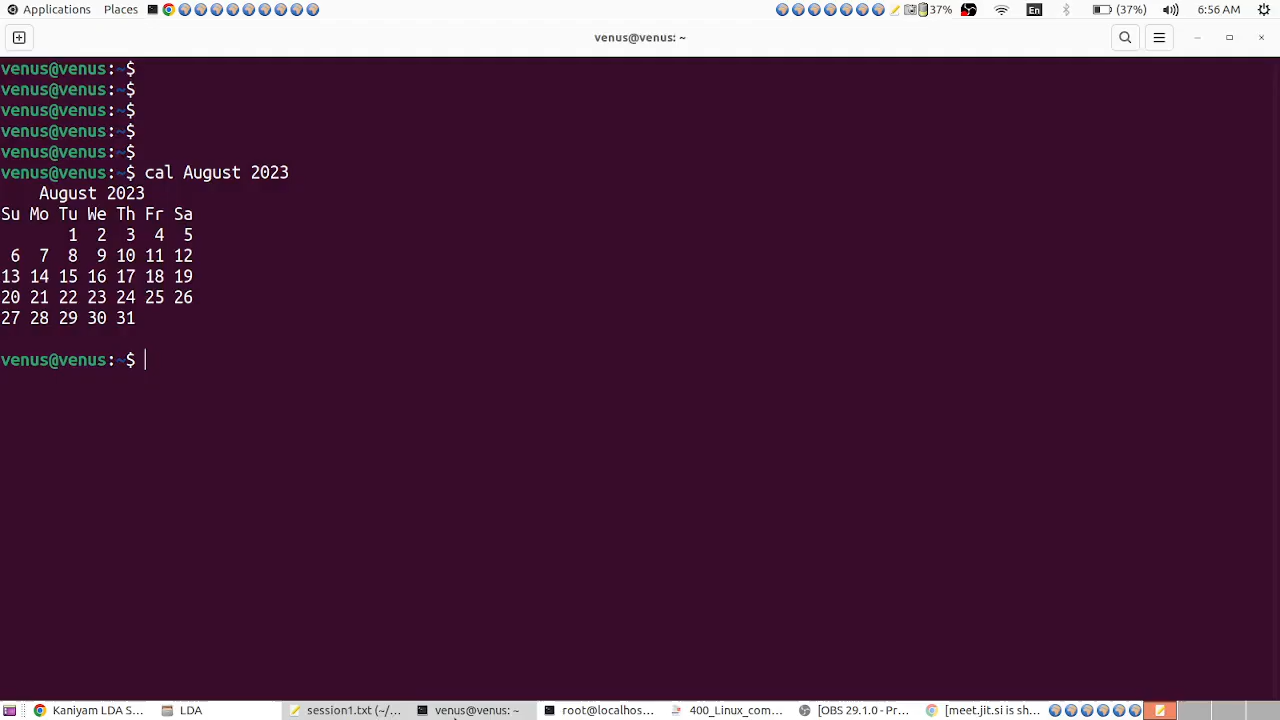 Applications Places 37% En (37%) 6:56 AM
venus@venus: ~
venus@venus:~$
venus@venus:~$
venus@venus:~$
venus@venus:~$
venus@venus:~$
venus@venus:~$ cal August 2023
August 2023
Su Mo Tu We Th Fr Sa
1 2 3 4 5
6 7 8 9 10 11 12
13 14 15 16 17 18 19
20 21 22 23 24 25 26
27 28 29 30 31
venus@venus:~$
Kaniyam LDA S... LDA session1.txt (~/... venus@venus: ~ root@localhos... 400_Linux_com... [OBS 29.1.0 - Pr... [meet.jit.si is sh...